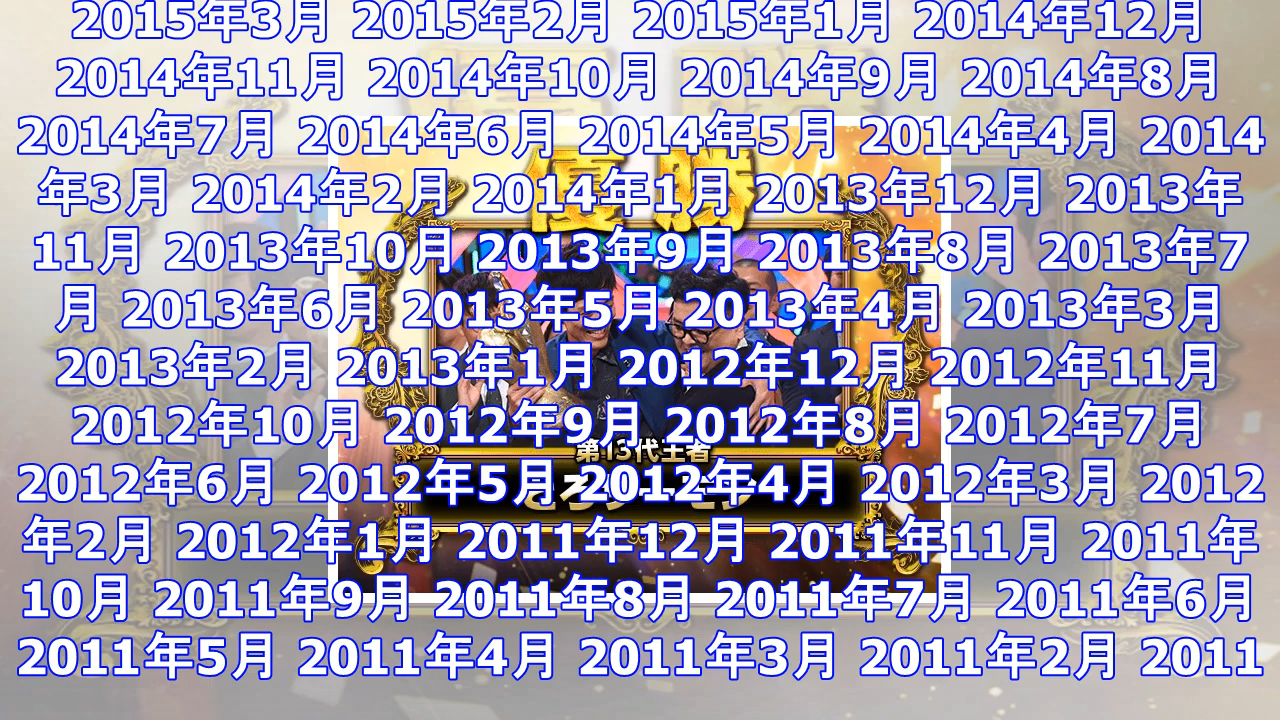 2015年3月 2015年2月 2015年1月 2014年12月
2014年11月 2014年10月 2014年9月 2014年8月
2014年7月 2014年6月 2014年5月 2014年4月 2014
年3月 2014年2月 2014年1月 2013年12月 2013年
優勝
11月 2013年10月 2013年9月 2013年8月 2013年7
月 2013年6月 2013年5月 2013年4月 2013年3月
2013年2月 2013年1月 2012年12月 2012年11月
2012年10月 2012年9月 2012年8月 2012年7月
第13代王者
2012年6月 2012年5月 2012年4月 2012年3月 2012
年2月 2012年1月 2011年12月 2011年11月 2011年
10月 2011年9月 2011年8月 2011年7月 2011年6月
2011年5月 2011年4月 2011年3月 2011年2月 2011